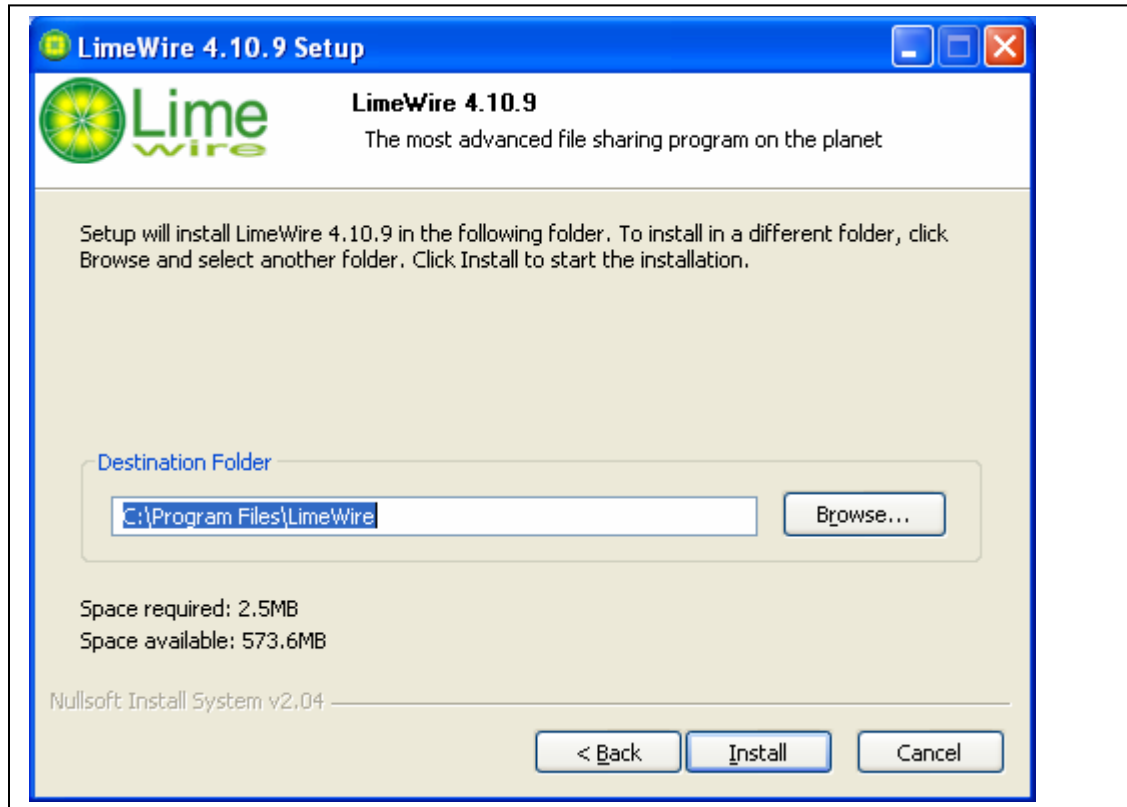 LimeWire 4.10.9 Setup
Lime
wire
LimeWire 4.10.9
The most advanced file sharing program on the planet
Setup will install LimeWire 4.10.9 in the following folder. To install in a different folder, click
Browse and select another folder. Click Install to start the installation.
Destination Folder
C:\Program Files\LimeWire
Browse...
Space required: 2.5MB
Space available: 573.6MB
Nullsoft Install System v2.04
< Back
Install
Cancel